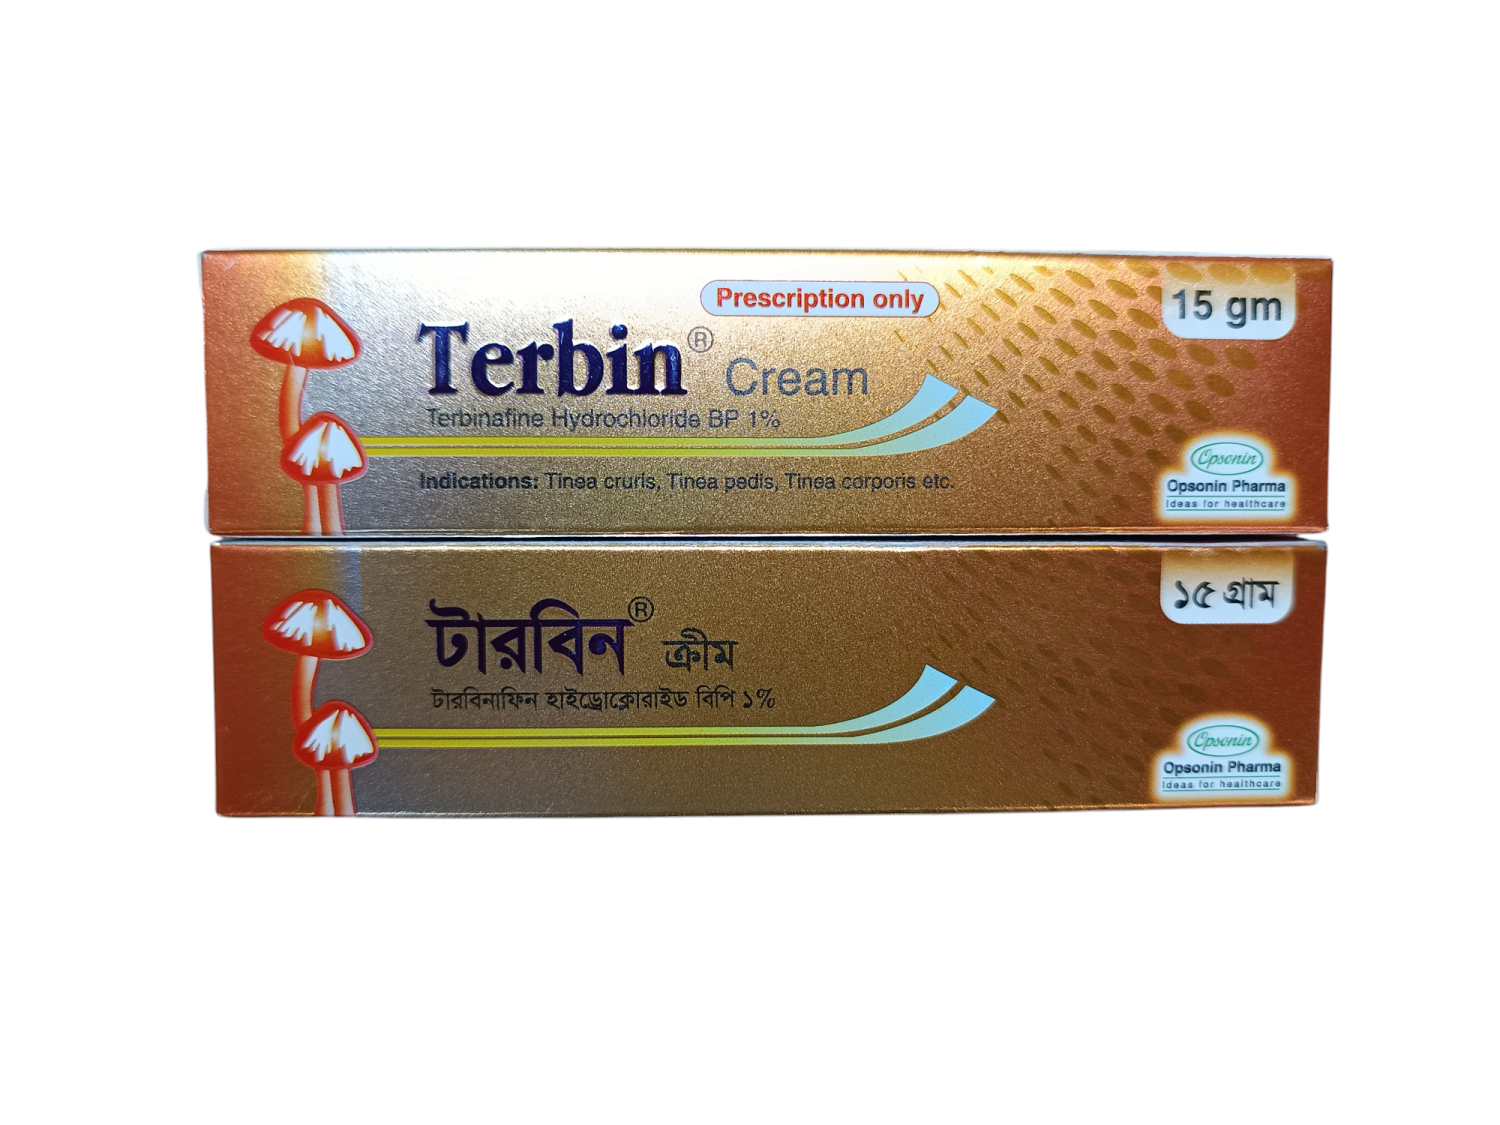 Prescription only
15 gm
Terbin® Cream
Terbinafine Hydrochloride BP 1%
Indications: Tinea cruris, Tinea pedis, Tinea corporis etc.
Opsonin
Opsonin Pharma
Ideas for healthcare
১৫ গ্রাম
টারবিন® ক্রীম
টারবিনাফিন হাইড্রোক্লোরাইড বিপি ১%
Opsonin
Opsonin Pharma
Ideas for healthcare